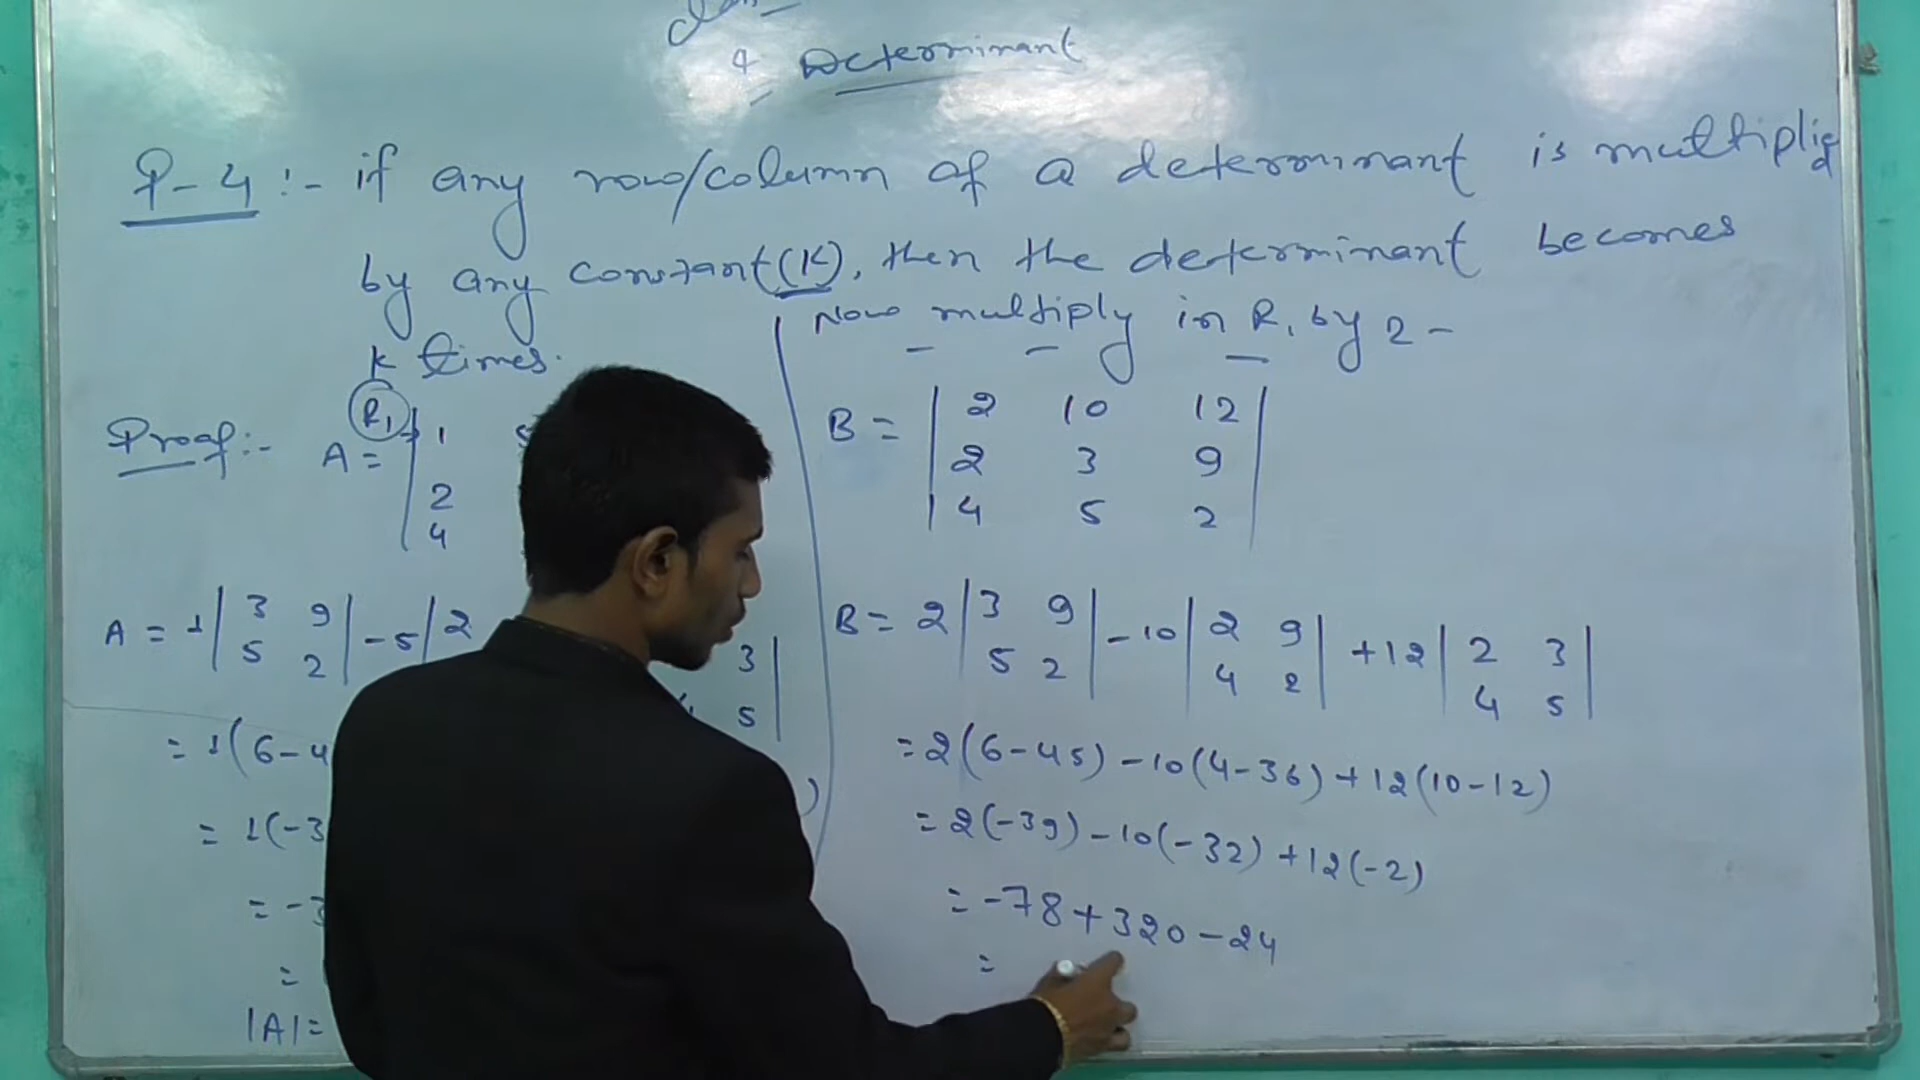 4 Determinant
P-4 :- if any row/column of a determinant is multiplie
by any constant(K), then the determinant becomes
k times.
Proof:- R1
A = | 1
2
4
A = 1 | 3 9 | - 5 | 2 3 |
5 2 5
= 1(6-4 )
= 1(-3
= -3
=
|A| =
Now multiply in R1 by 2 -
B = | 2 10 12 |
| 2 3 9 |
| 4 5 2 |
B = 2 | 3 9 | - 10 | 2 9 | + 12 | 2 3 |
5 2 4 2 4 5
= 2(6-45) - 10(4-36) + 12(10-12)
= 2(-39) - 10(-32) + 12(-2)
= -78 + 320 - 24
=